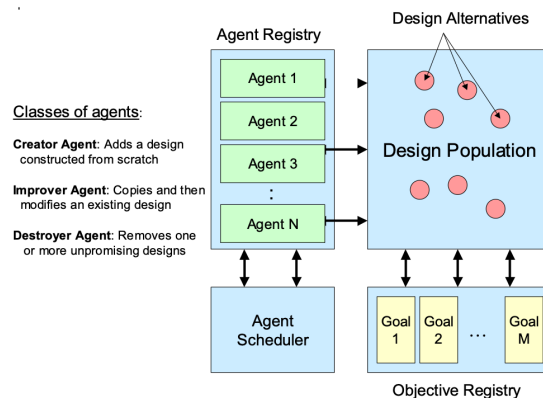 Design Alternatives
Agent Registry
Agent 1
Agent 2
Agent 3
:
Agent N
Design Population
Classes of agents:
Creator Agent: Adds a design
constructed from scratch
Improver Agent: Copies and then
modifies an existing design
Destroyer Agent: Removes one
or more unpromising designs
Agent
Scheduler
Goal
1
Goal
2
...
Goal
M
Objective Registry